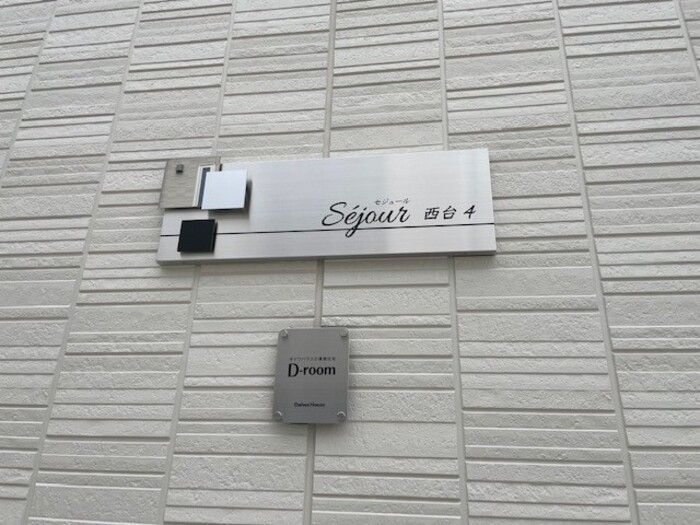 セジュール
Séjour 西台 4
ダイワハウスの賃貸住宅
D-room
Daiwa House